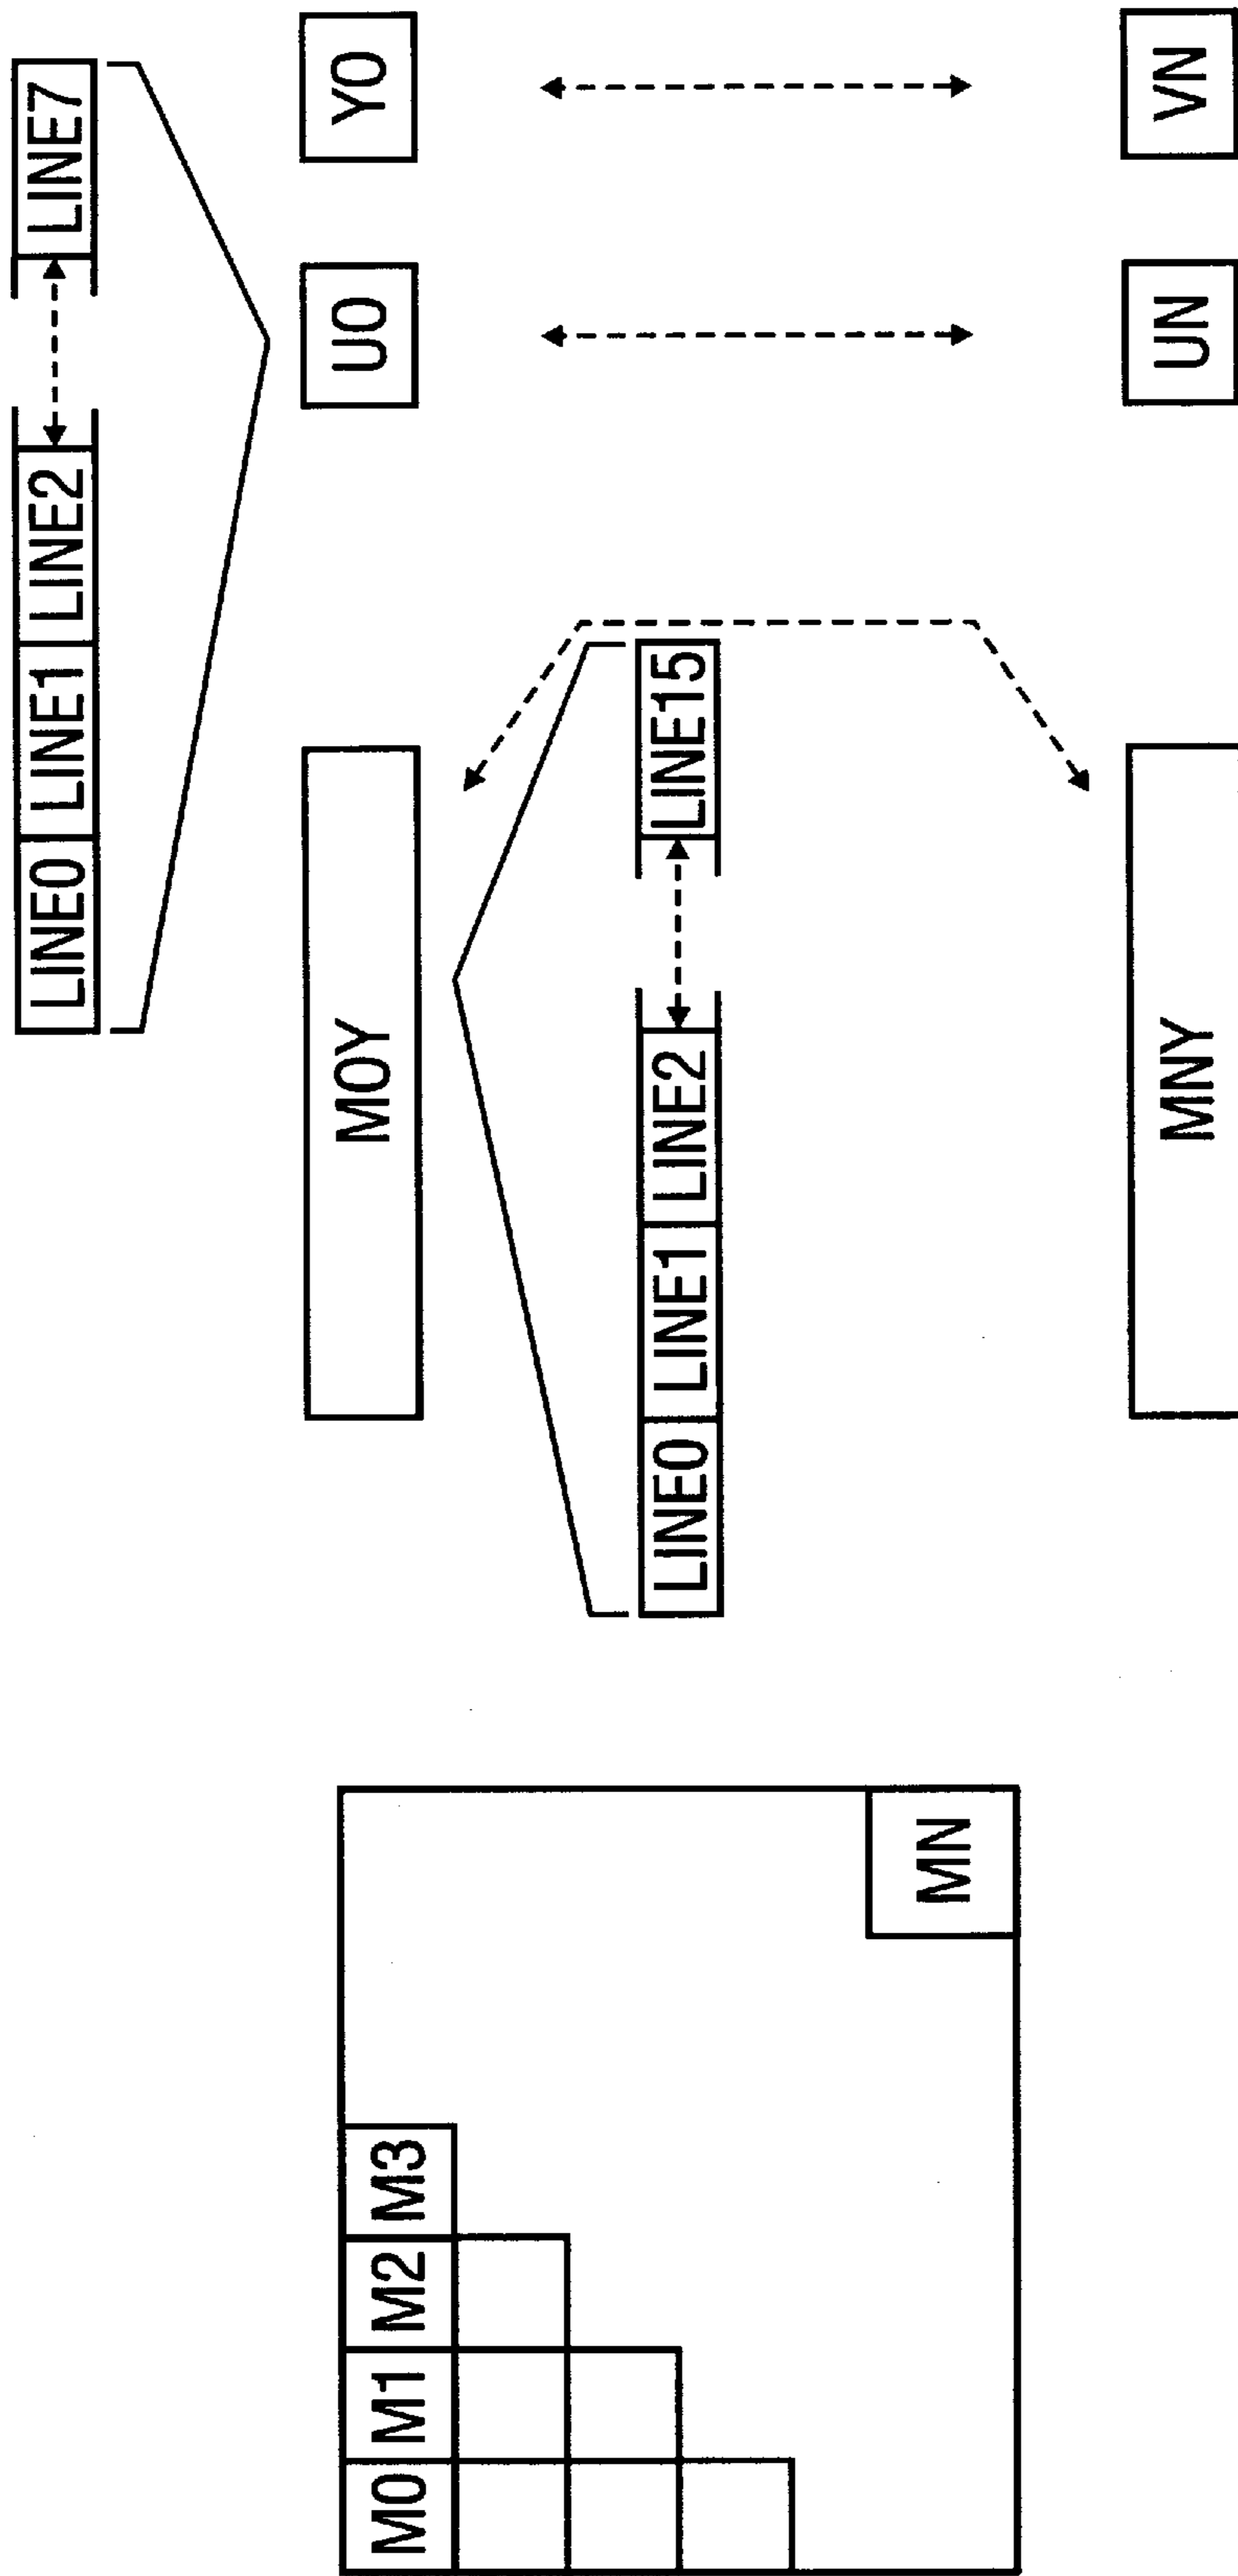 LINE0 LINE1 LINE2 LINE7
M0Y U0 Y0
LINE0 LINE1 LINE2 LINE15
MNY UN VN
M0 M1 M2 M3
MN